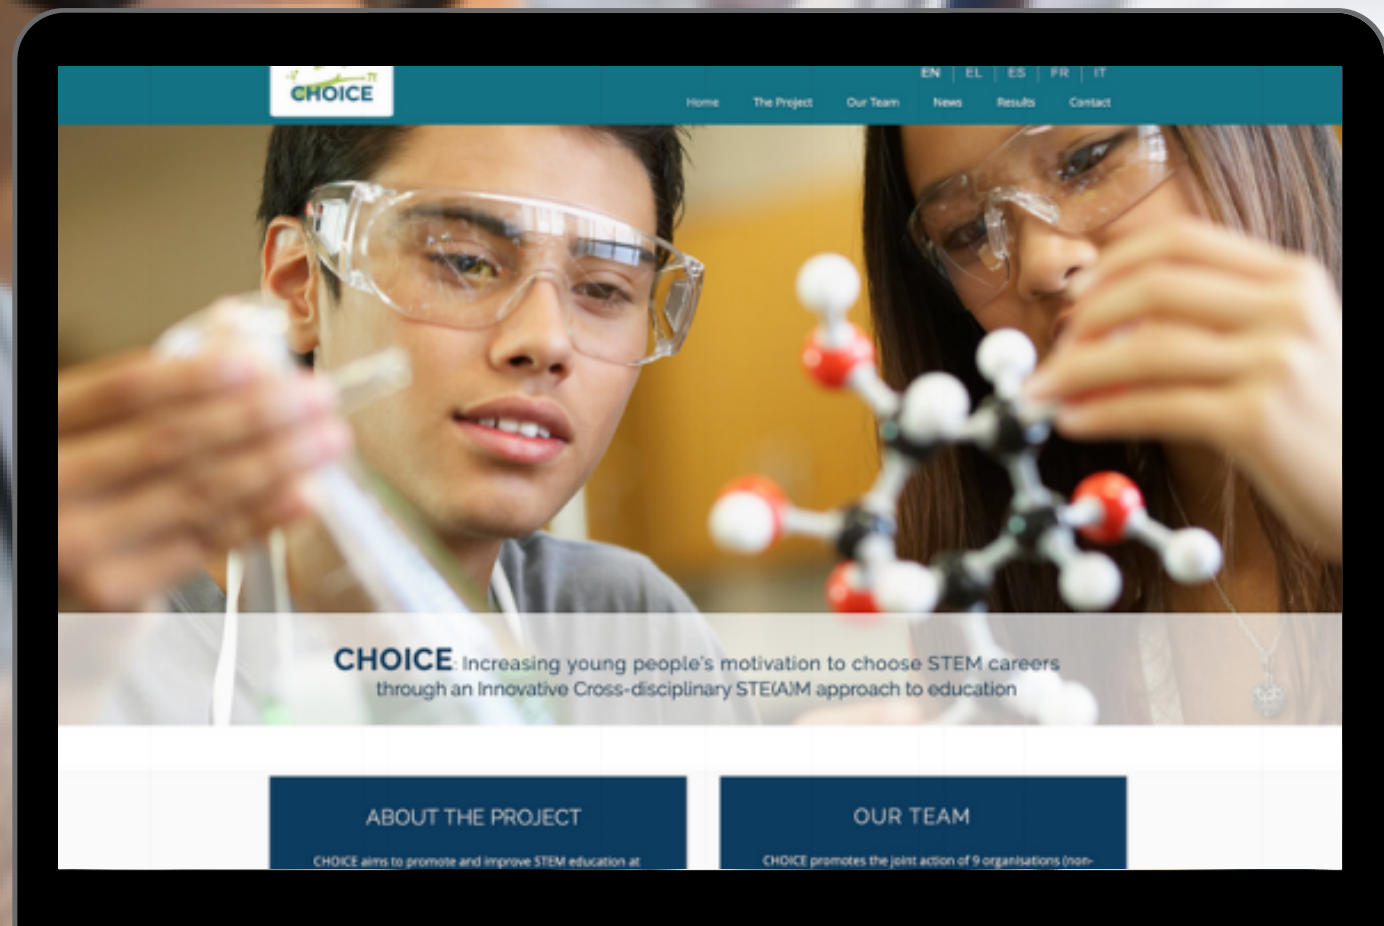 π
CHOICE
EN | EL | ES | FR | IT
Home The Project Our Team News Results Contact
CHOICE: Increasing young people's motivation to choose STEM careers
through an Innovative Cross-disciplinary STE(A)M approach to education
ABOUT THE PROJECT
CHOICE aims to promote and improve STEM education at
OUR TEAM
CHOICE promotes the joint action of 9 organisations (non-